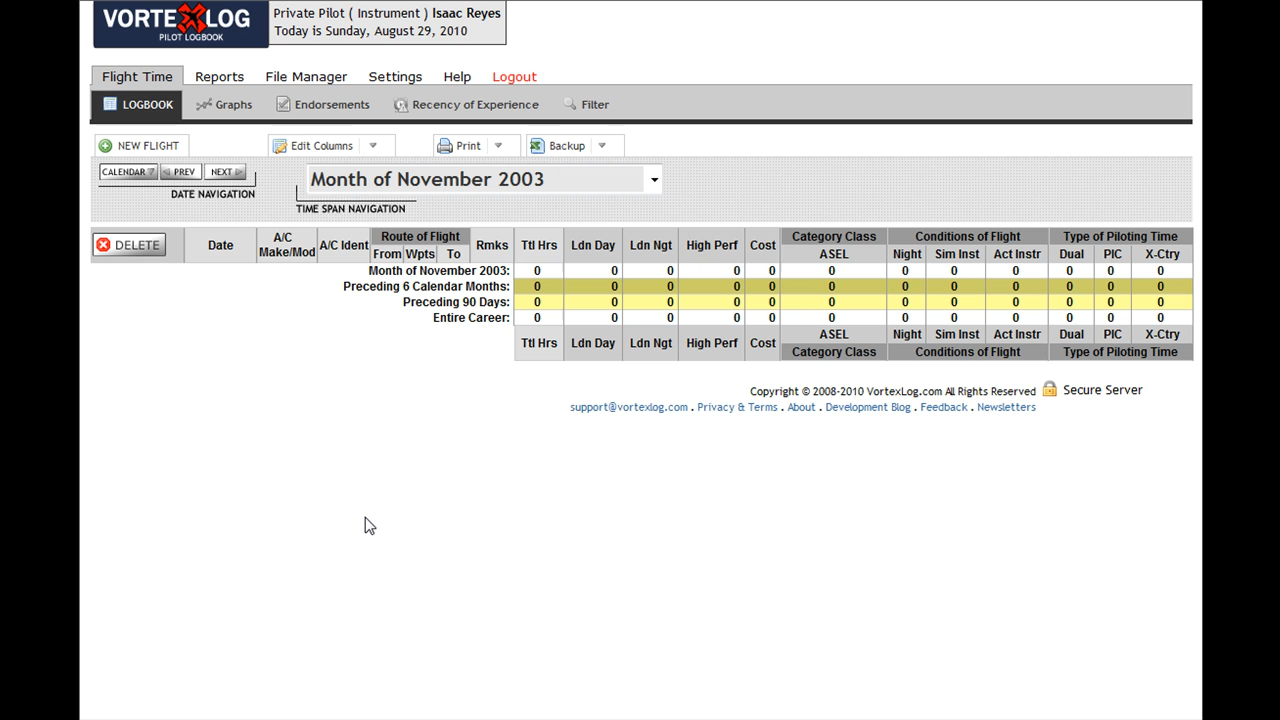 VORTEXLOG
PILOT LOGBOOK
Private Pilot ( Instrument ) Isaac Reyes
Today is Sunday, August 29, 2010
Flight Time Reports File Manager Settings Help Logout
LOGBOOK Graphs Endorsements Recency of Experience Filter
NEW FLIGHT Edit Columns Print Backup
CALENDAR PREV NEXT
DATE NAVIGATION
Month of November 2003
TIME SPAN NAVIGATION
DELETE Date A/C Make/Mod A/C Ident Route of Flight Rmks Ttl Hrs Ldn Day Ldn Ngt High Perf Cost Category Class Conditions of Flight Type of Piloting Time
From Wpts To ASEL Night Sim Inst Act Instr Dual PIC X-Ctry
Month of November 2003: 0 0 0 0 0 0 0 0 0 0 0 0
Preceding 6 Calendar Months: 0 0 0 0 0 0 0 0 0 0 0 0
Preceding 90 Days: 0 0 0 0 0 0 0 0 0 0 0 0
Entire Career: 0 0 0 0 0 0 0 0 0 0 0 0
Ttl Hrs Ldn Day Ldn Ngt High Perf Cost ASEL Night Sim Inst Act Instr Dual PIC X-Ctry
Category Class Conditions of Flight Type of Piloting Time
Copyright © 2008-2010 VortexLog.com All Rights Reserved Secure Server
support@vortexlog.com . Privacy & Terms . About . Development Blog . Feedback . Newsletters